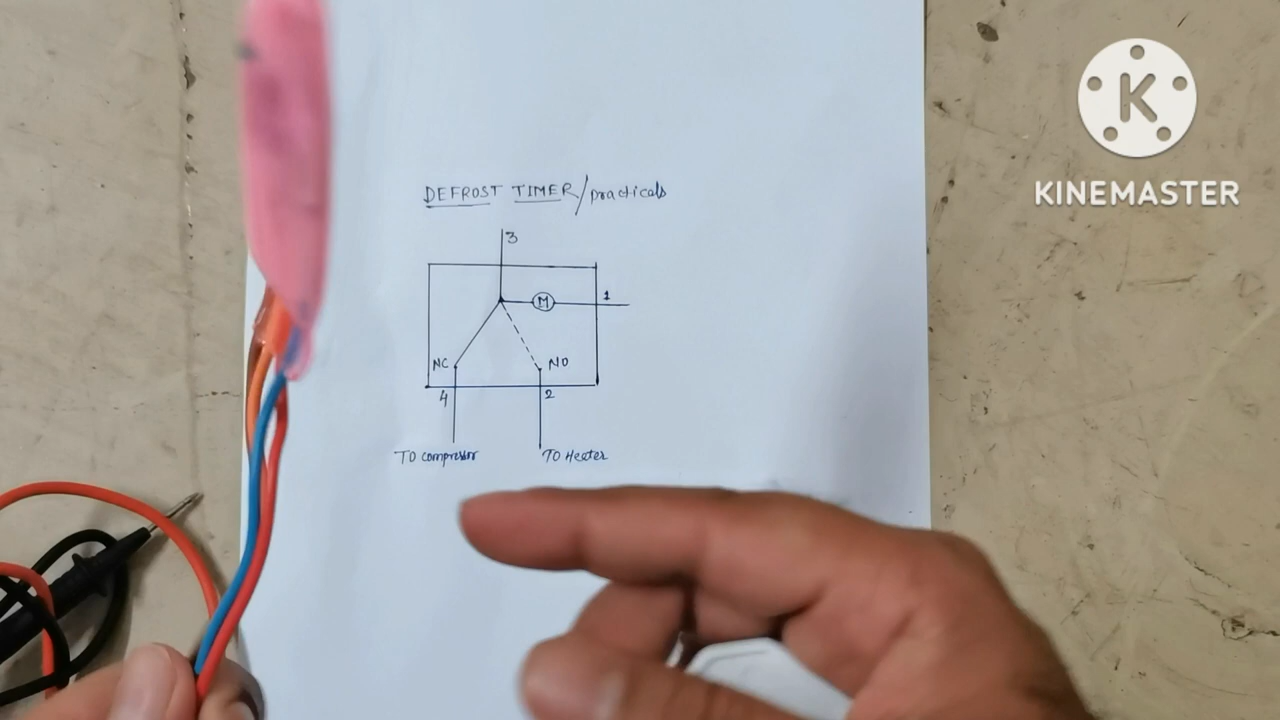 K
KINEMASTER
DEFROST TIMER/practicals
3
M
1
NC
NO
4
2
TO compressor
TO Heater